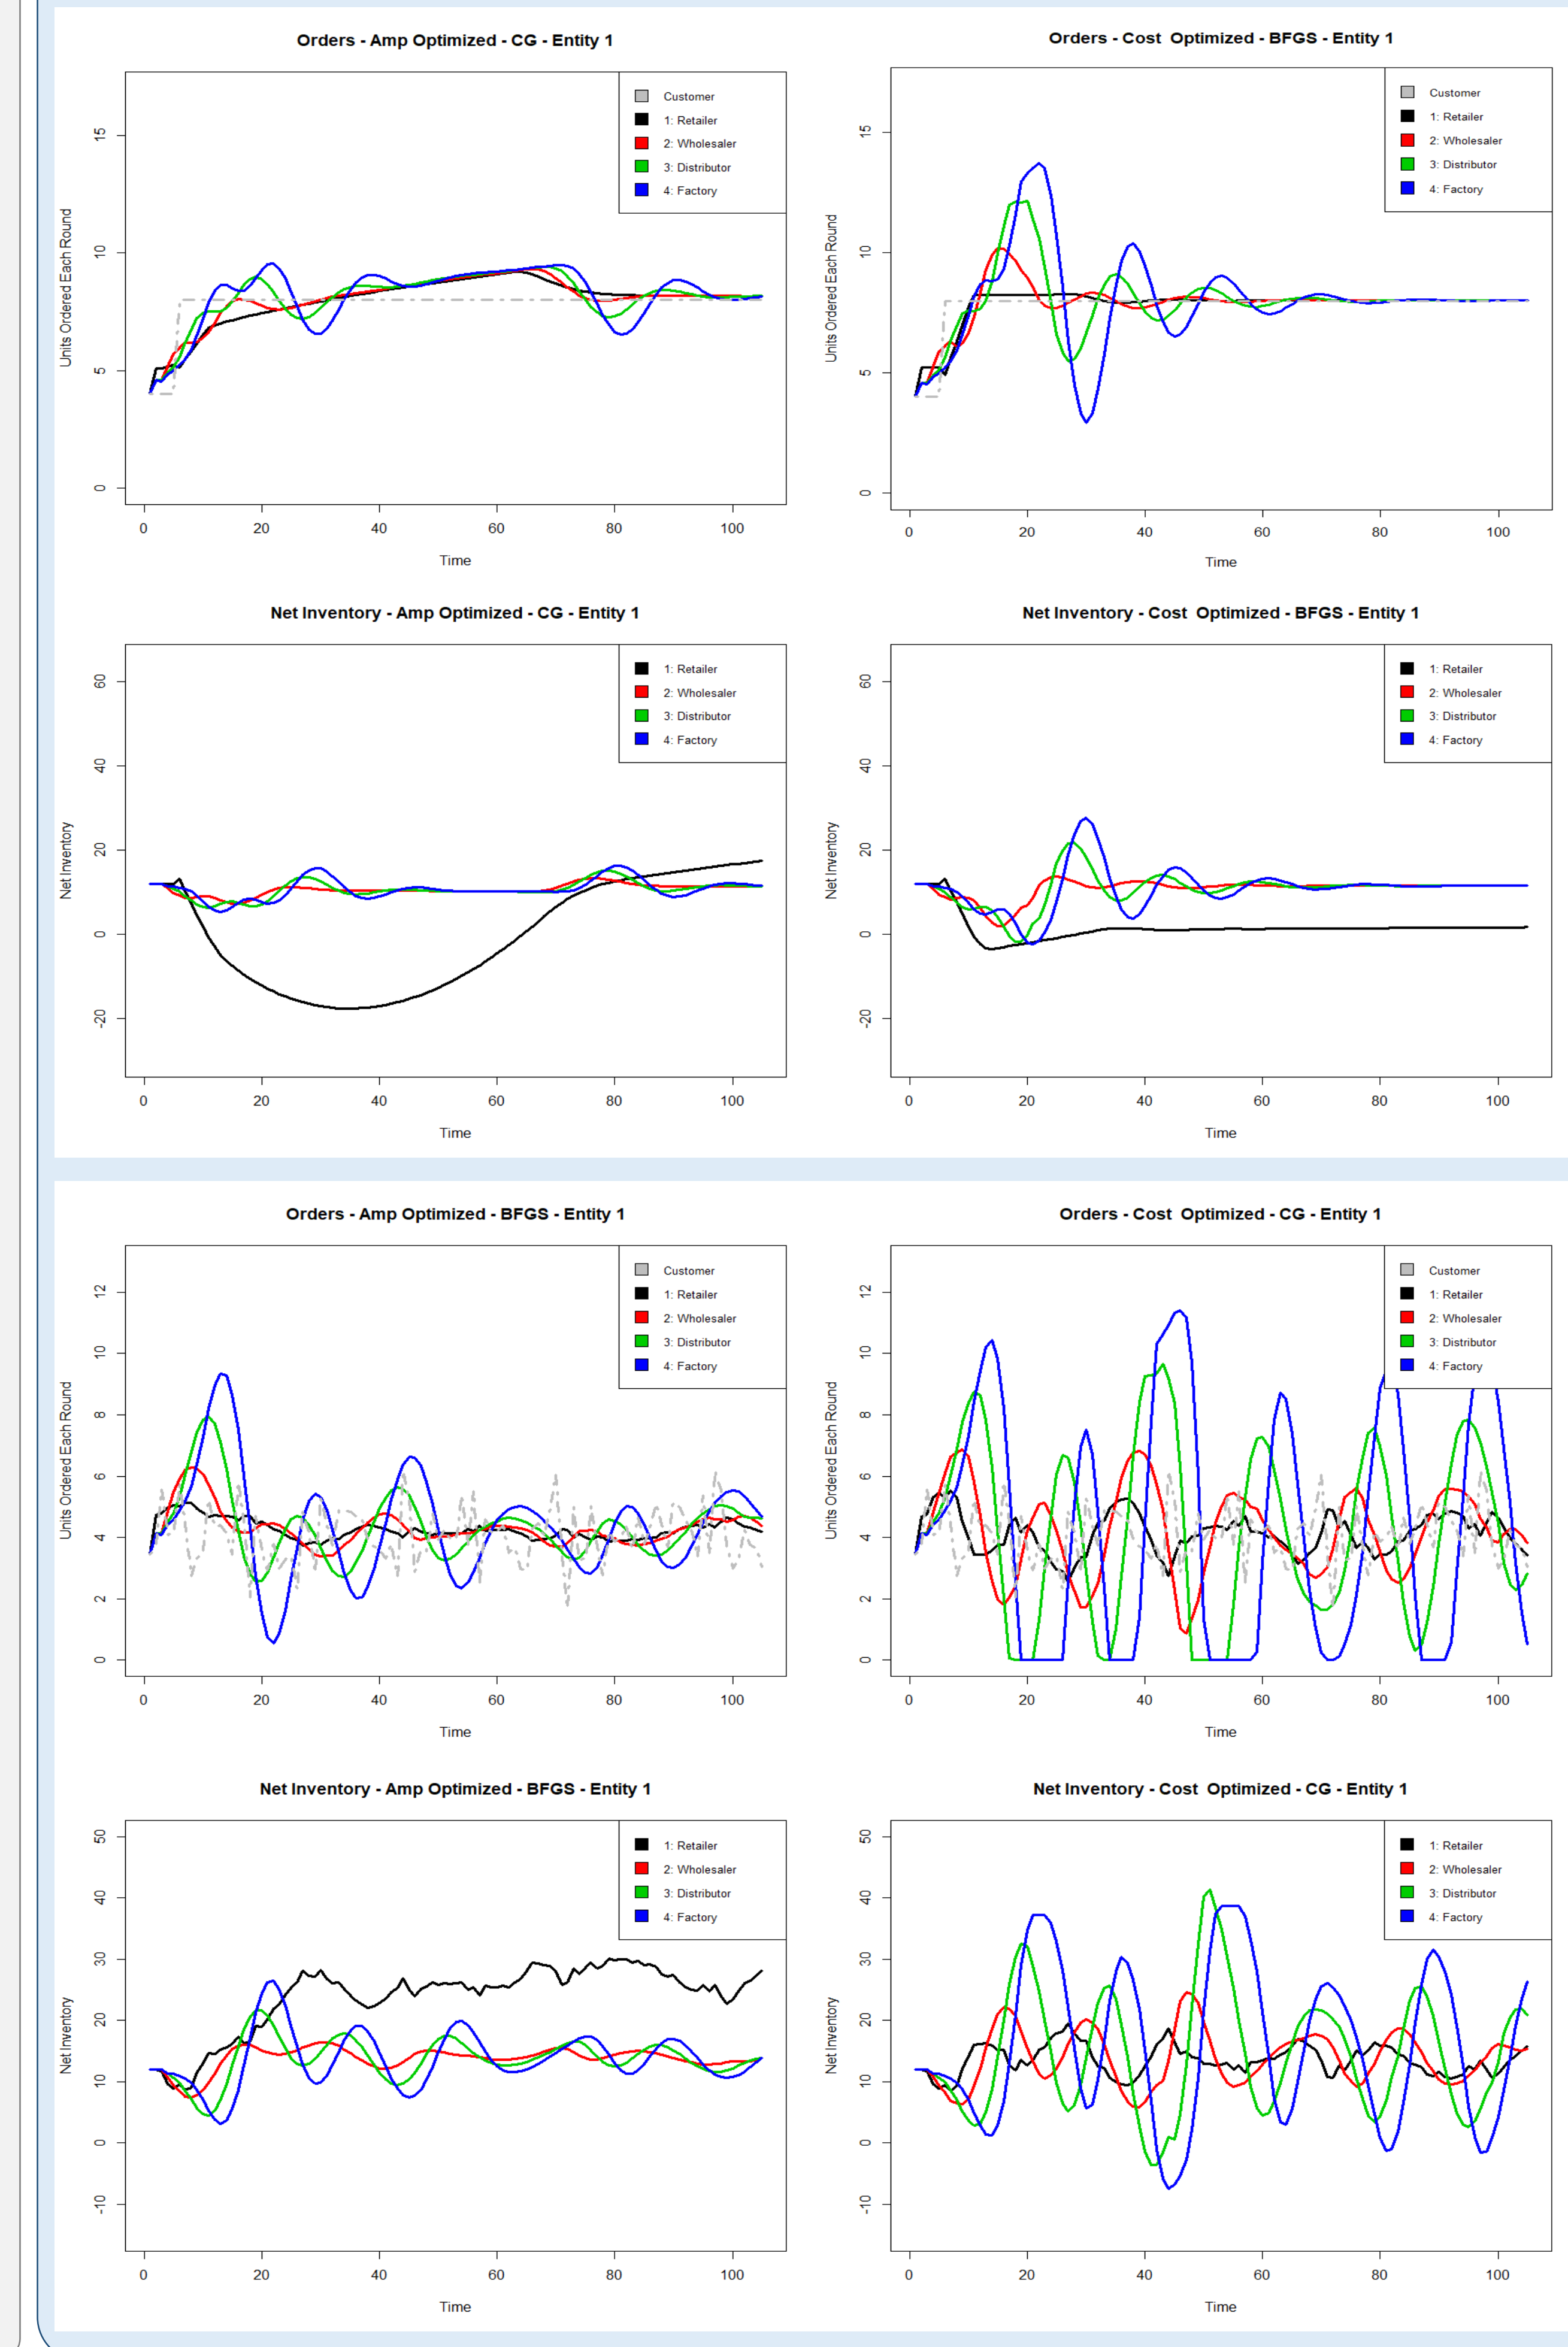 Orders - Amp Optimized - CG - Entity 1
Units Ordered Each Round
15
10
5
0
Customer
1: Retailer
2: Wholesaler
3: Distributor
4: Factory
0 20 40 60 80 100
Time
Orders - Cost Optimized - BFGS - Entity 1
Units Ordered Each Round
15
10
5
0
Customer
1: Retailer
2: Wholesaler
3: Distributor
4: Factory
0 20 40 60 80 100
Time
Net Inventory - Amp Optimized - CG - Entity 1
Net Inventory
60
40
20
0
-20
1: Retailer
2: Wholesaler
3: Distributor
4: Factory
0 20 40 60 80 100
Time
Net Inventory - Cost Optimized - BFGS - Entity 1
Net Inventory
60
40
20
0
-20
1: Retailer
2: Wholesaler
3: Distributor
4: Factory
0 20 40 60 80 100
Time
Orders - Amp Optimized - BFGS - Entity 1
Units Ordered Each Round
12
10
8
6
4
2
0
Customer
1: Retailer
2: Wholesaler
3: Distributor
4: Factory
0 20 40 60 80 100
Time
Orders - Cost Optimized - CG - Entity 1
Units Ordered Each Round
12
10
8
6
4
2
0
Customer
1: Retailer
2: Wholesaler
3: Distributor
4: Factory
0 20 40 60 80 100
Time
Net Inventory - Amp Optimized - BFGS - Entity 1
Net Inventory
50
40
30
20
10
0
-10
1: Retailer
2: Wholesaler
3: Distributor
4: Factory
0 20 40 60 80 100
Time
Net Inventory - Cost Optimized - CG - Entity 1
Net Inventory
50
40
30
20
10
0
-10
1: Retailer
2: Wholesaler
3: Distributor
4: Factory
0 20 40 60 80 100
Time